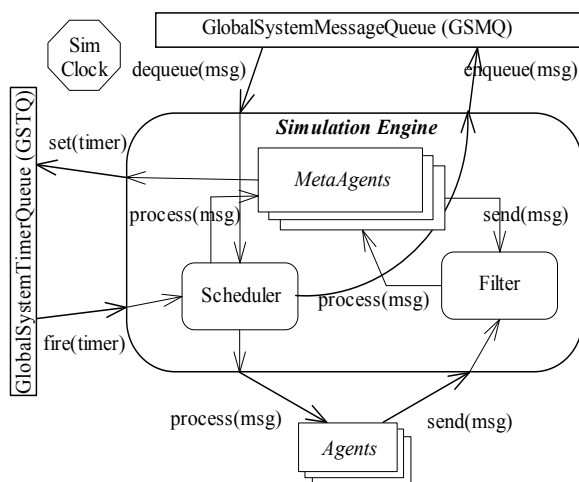 GlobalSystemMessageQueue (GSMQ)
Sim
Clock
dequeue(msg)
enqueue(msg)
GlobalSystemTimerQueue (GSTQ)
Simulation Engine
set(timer)
MetaAgents
process(msg)
send(msg)
Scheduler
process(msg)
Filter
fire(timer)
process(msg)
send(msg)
Agents